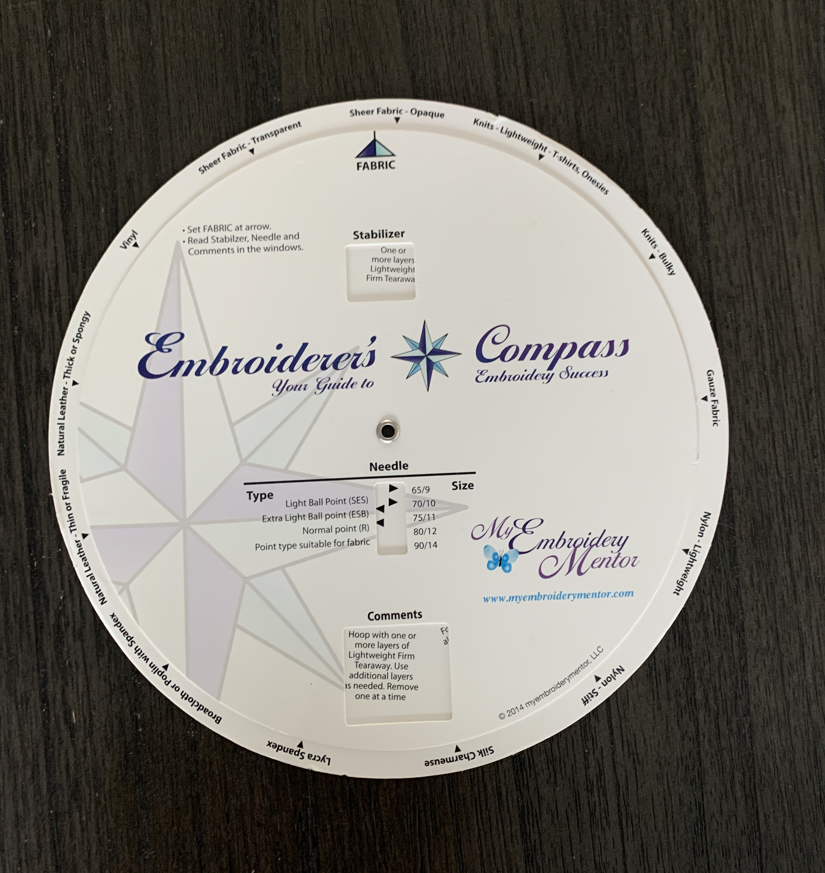 Sheer Fabric - Opaque
Knits - Lightweight - T-shirts, Onesies
Knits - Bulky
Gauze Fabric
Nylon - Lightweight
Nylon - Stiff
Silk Charmeuse
Lycra Spandex
Broadcloth or Poplin with Spandex
Natural Leather - Thin or Fragile
Natural Leather - Thick or Spongy
Vinyl
Sheer Fabric - Transparent
FABRIC
• Set FABRIC at arrow.
• Read Stabilzer, Needle and
Comments in the windows.
Stabilizer
One or
more layers
Lightweight
Firm Tearawa
Embroiderer's Compass
Your Guide to Embroidery Success
Needle
Type Size
Light Ball Point (SES) 65/9
Extra Light Ball point (ESB) 70/10
Normal point (R) 75/11
Point type suitable for fabric 80/12
90/14
My Embroidery
Mentor
www.myembroiderymentor.com
Comments
Hoop with one or
more layers of
Lightweight Firm
Tearaway. Use
additional layers
as needed. Remove
one at a time
© 2014 myembroiderymentor, LLC